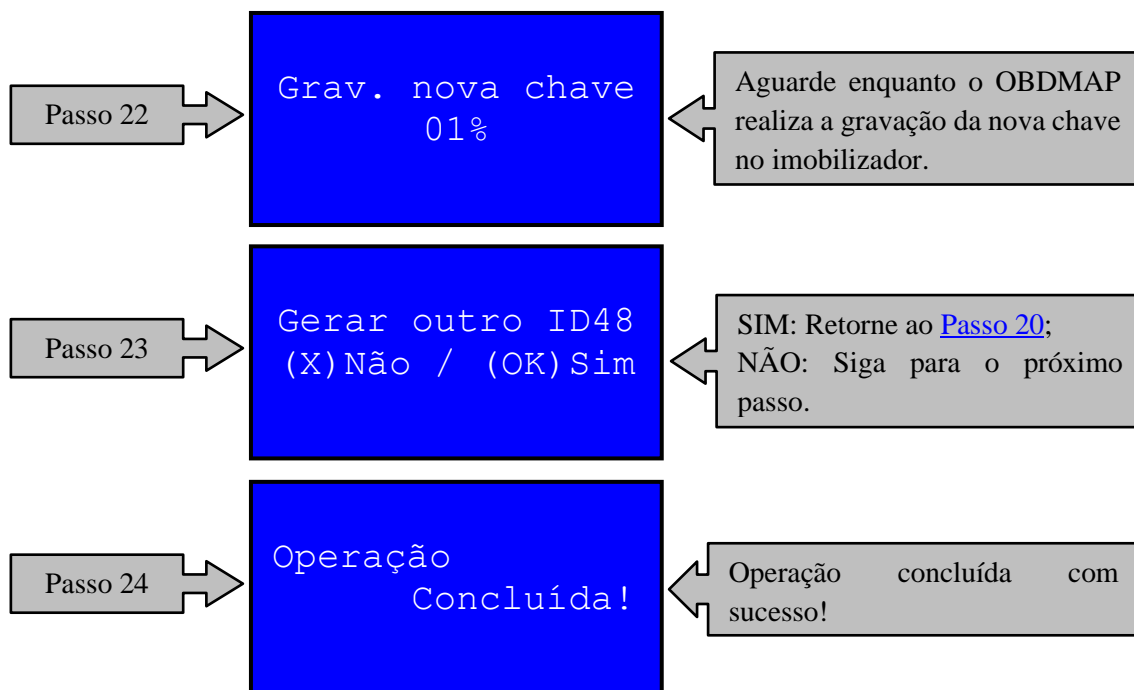 Passo 22
Grav. nova chave
01%
Aguarde enquanto o OBDMAP
realiza a gravação da nova chave
no imobilizador.
Passo 23
Gerar outro ID48
(X)Não / (OK)Sim
SIM: Retorne ao Passo 20;
NÃO: Siga para o próximo
passo.
Passo 24
Operação
Concluída!
Operação concluída com
sucesso!